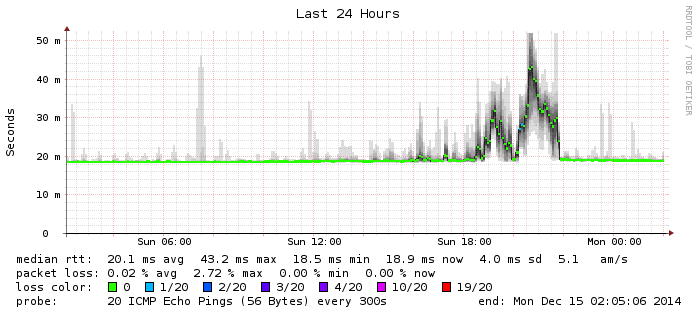 Last 24 Hours
RRDTOOL / TOBI OETIKER
Seconds
50 m
40 m
30 m
20 m
10 m
0
Sun 06:00 Sun 12:00 Sun 18:00 Mon 00:00
median rtt: 20.1 ms avg 43.2 ms max 18.5 ms min 18.9 ms now 4.0 ms sd 5.1 am/s
packet loss: 0.02 % avg 2.72 % max 0.00 % min 0.00 % now
loss color: 0 1/20 2/20 3/20 4/20 10/20 19/20
probe: 20 ICMP Echo Pings (56 Bytes) every 300s end: Mon Dec 15 02:05:06 2014